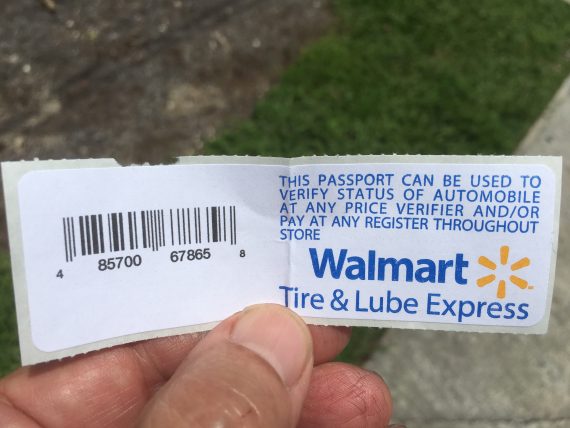 4 85700 67865 8
THIS PASSPORT CAN BE USED TO
VERIFY STATUS OF AUTOMOBILE
AT ANY PRICE VERIFIER AND/OR
PAY AT ANY REGISTER THROUGHOUT
STORE
Walmart
Tire & Lube Express